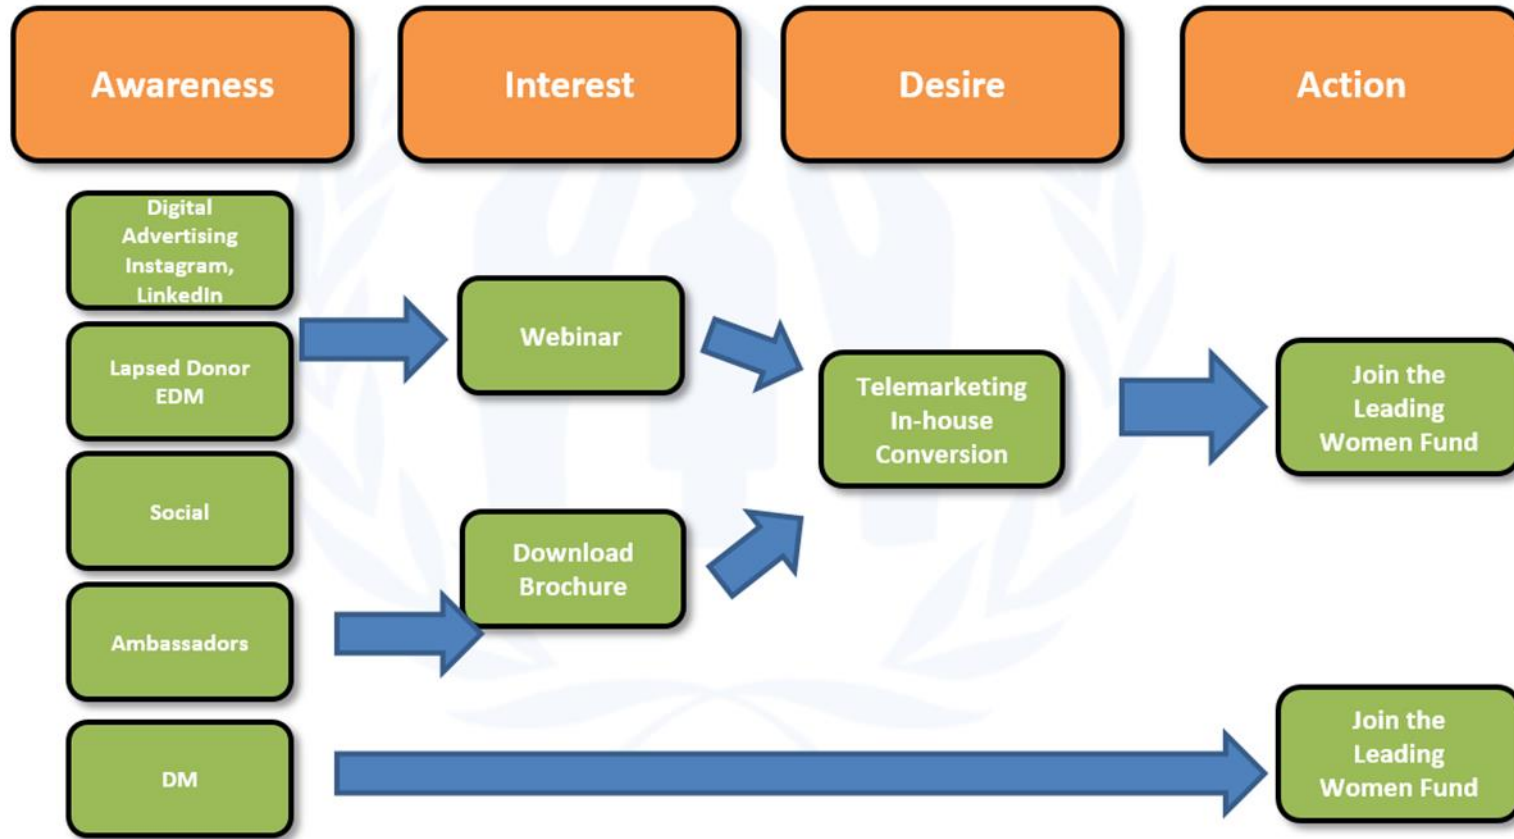 Awareness
Interest
Desire
Action
Digital
Advertising
Instagram,
LinkedIn
Lapsed Donor
EDM
Social
Ambassadors
DM
Webinar
Download
Brochure
Telemarketing
In-house
Conversion
Join the
Leading
Women Fund
Join the
Leading
Women Fund